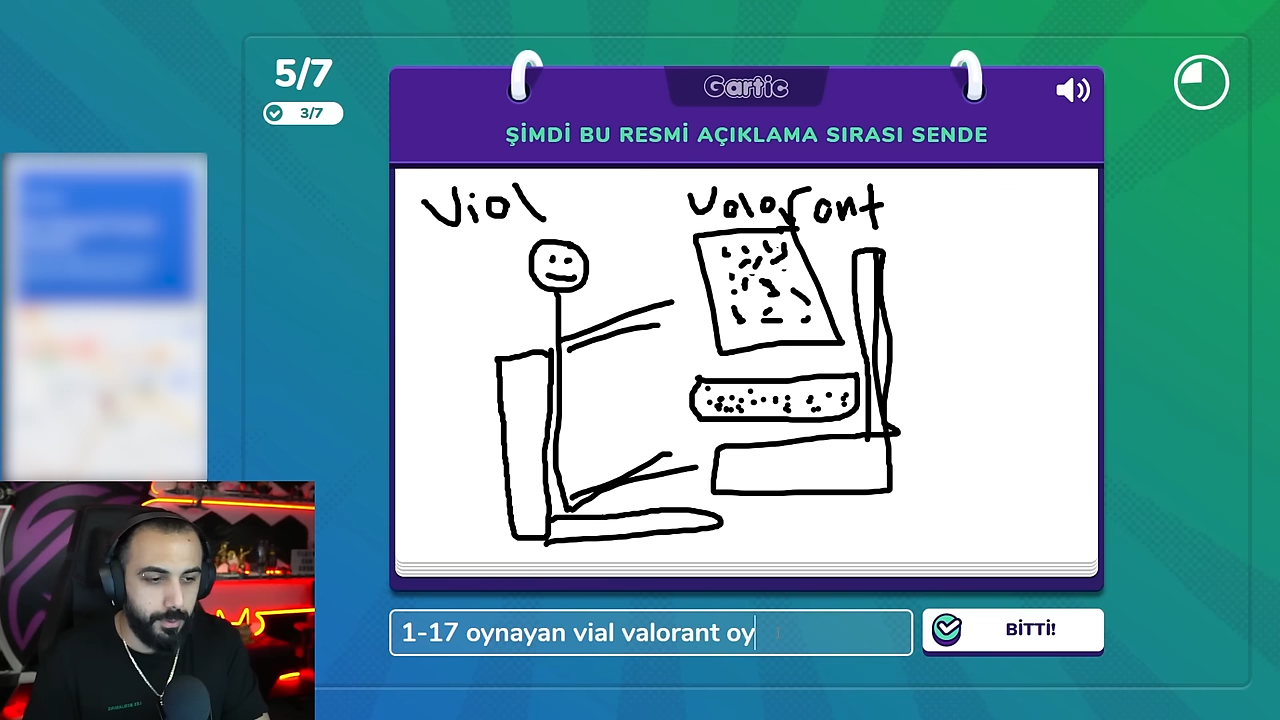 5/7
3/7
Gartic
ŞİMDİ BU RESMİ AÇIKLAMA SIRASI SENDE
Viol Valorant
1-17 oynayan vial valorant oy
BİTTİ!